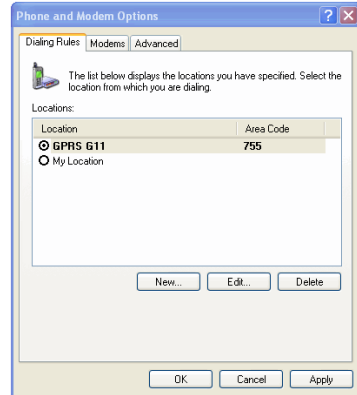 Phone and Modem Options
Dialing Rules Modems Advanced
The list below displays the locations you have specified. Select the
location from which you are dialing.
Locations:
Location Area Code
GPRS G11 755
My Location
New... Edit... Delete
OK Cancel Apply